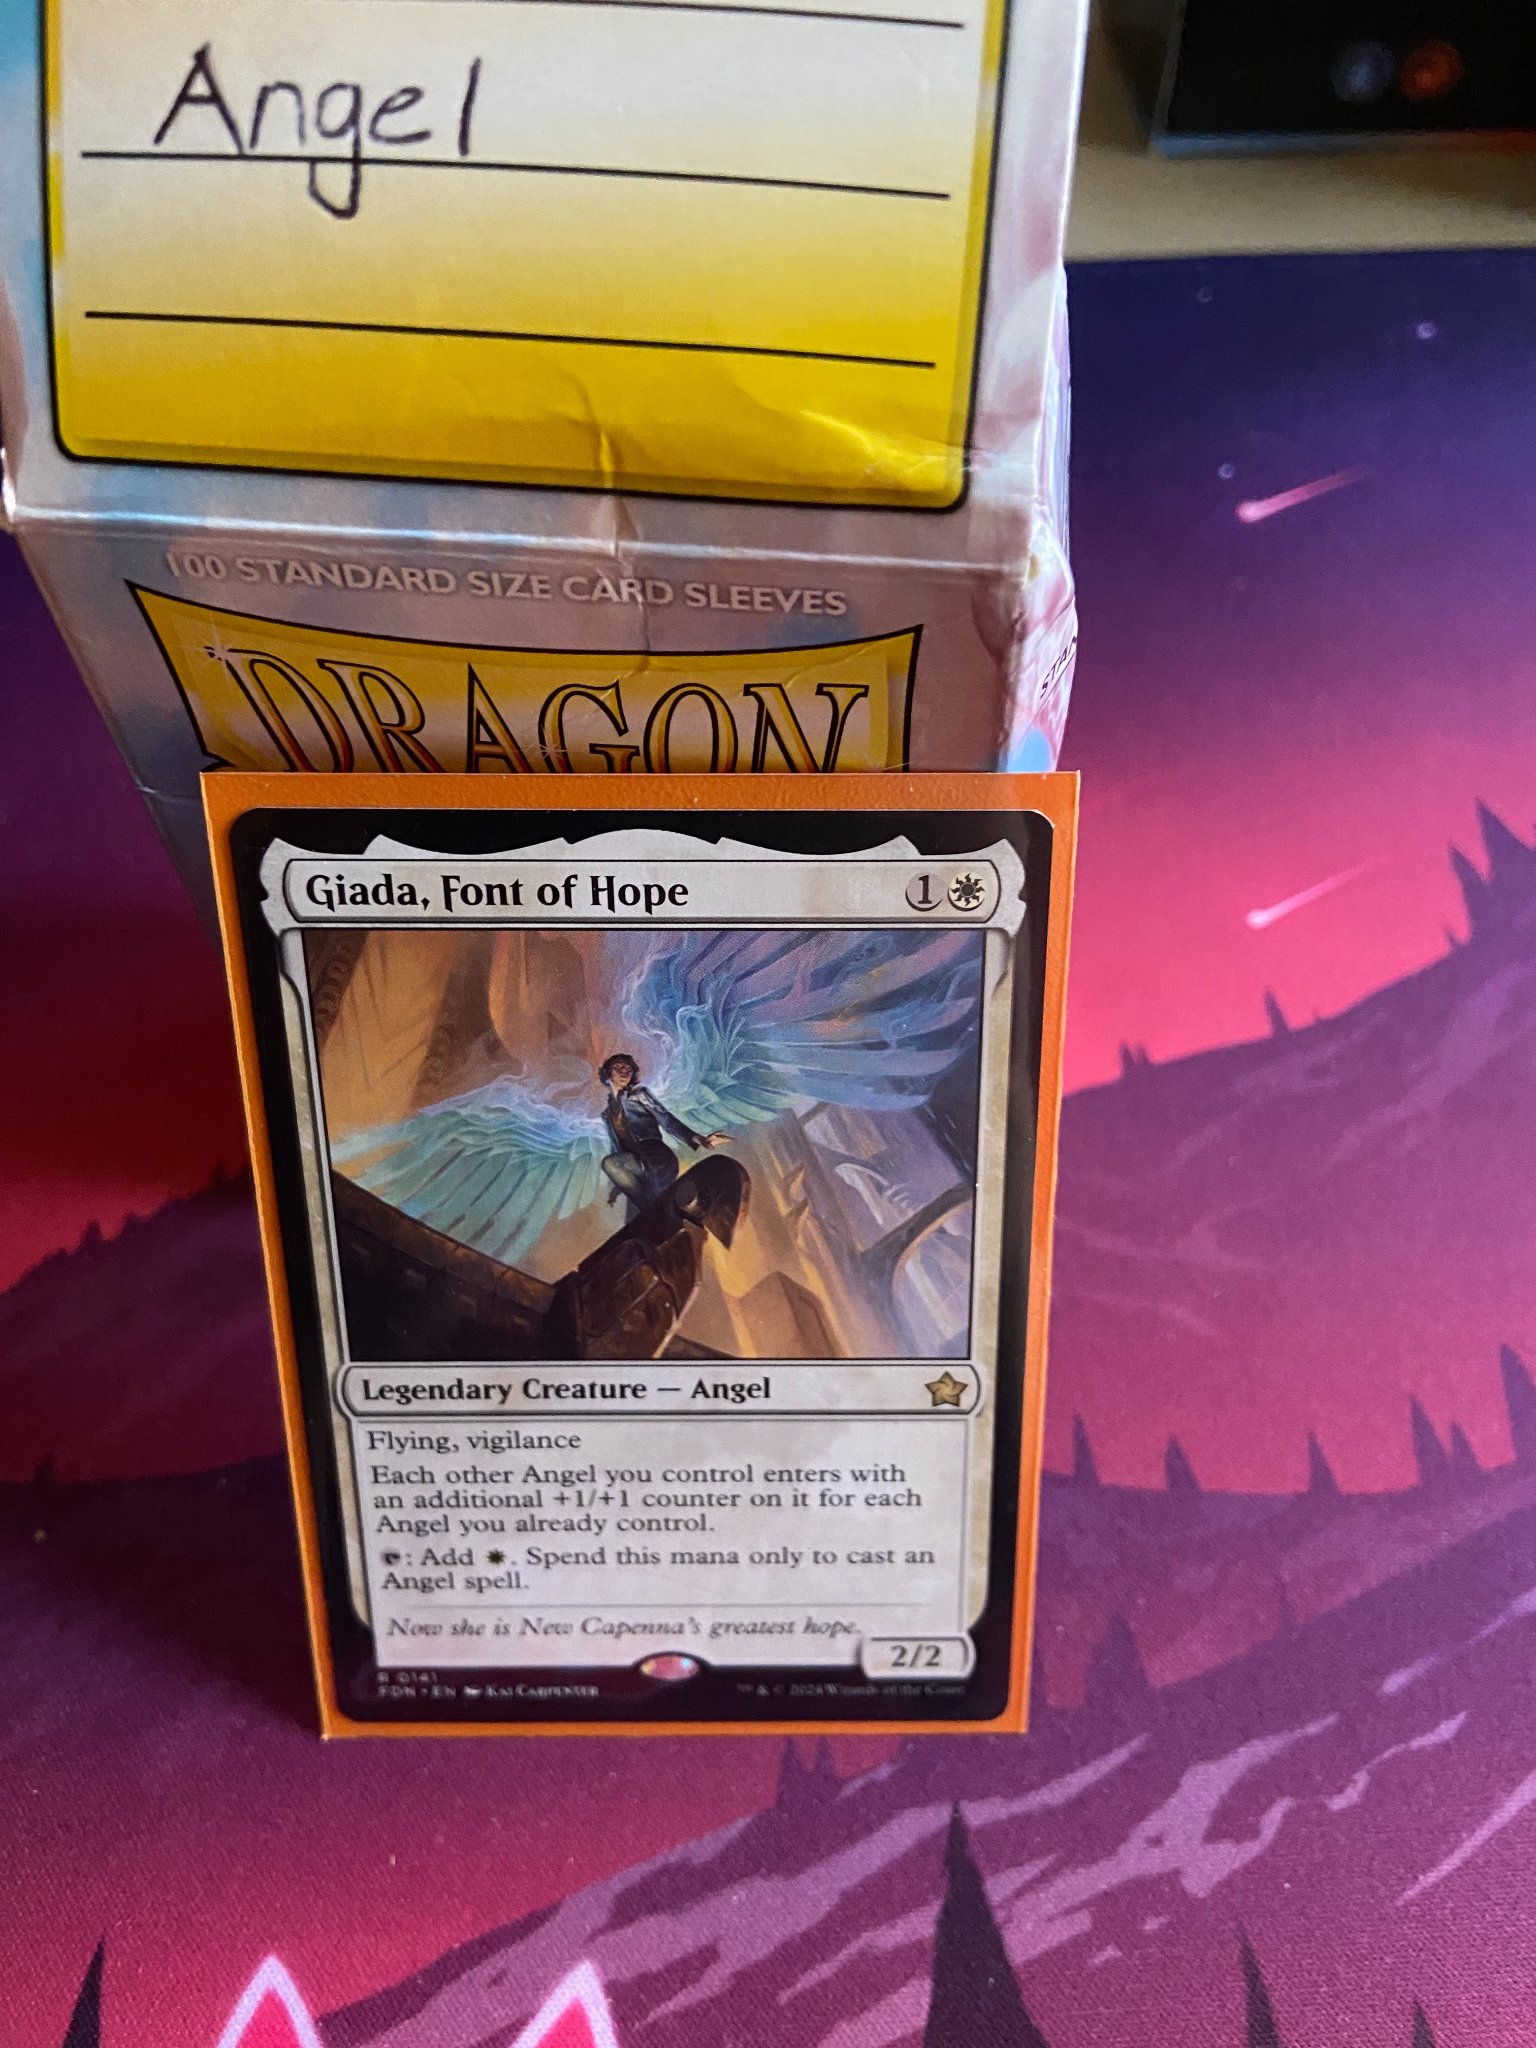 Angel
100 STANDARD SIZE CARD SLEEVES
DRAGON
STAN
Giada, Font of Hope 1
Legendary Creature — Angel
Flying, vigilance
Each other Angel you control enters with
an additional +1/+1 counter on it for each
Angel you already control.
: Add . Spend this mana only to cast an
Angel spell.
Now she is New Capenna's greatest hope.
2/2
R 0141
FDN • EN Kai Carpenter
™ & © 2024 Wizards of the Coast